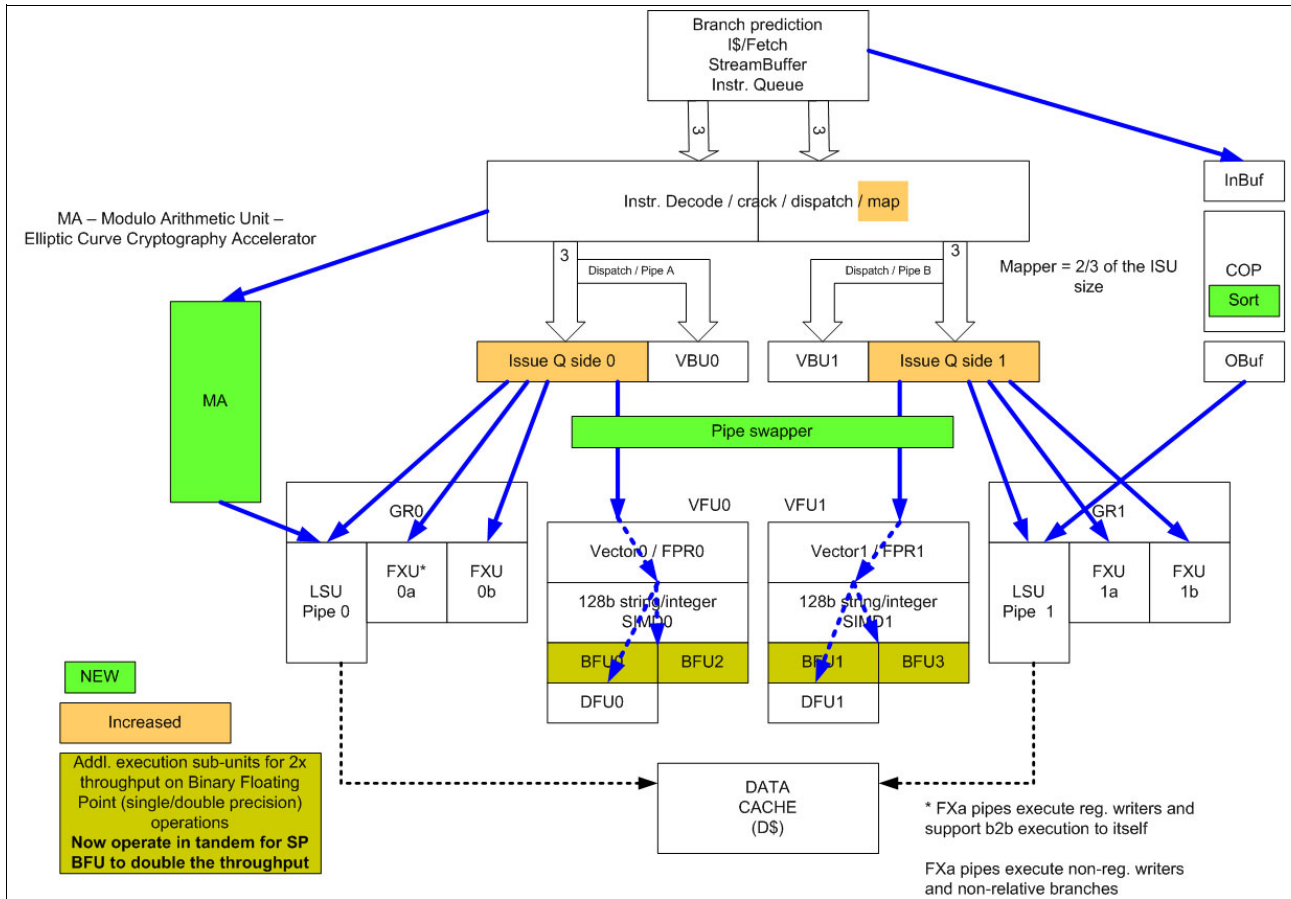 Branch prediction
I$/Fetch
StreamBuffer
Instr. Queue
3
3
InBuf
Instr. Decode / crack / dispatch / map
MA – Modulo Arithmetic Unit –
Elliptic Curve Cryptography Accelerator
3
3
Dispatch / Pipe A
Dispatch / Pipe B
Mapper = 2/3 of the ISU
size
COP
Sort
Issue Q side 0
VBU0
VBU1
Issue Q side 1
OBuf
MA
Pipe swapper
GR0
VFU0
VFU1
GR1
LSU
Pipe 0
FXU*
0a
FXU
0b
Vector0 / FPR0
128b string/integer
SIMD0
BFU0
BFU2
DFU0
Vector1 / FPR1
128b string/integer
SIMD1
BFU1
BFU3
DFU1
LSU
Pipe 1
FXU
1a
FXU
1b
NEW
Increased
Addl. execution sub-units for 2x
throughput on Binary Floating
Point (single/double precision)
operations
Now operate in tandem for SP
BFU to double the throughput
DATA
CACHE
(D$)
* FXa pipes execute reg. writers and
support b2b execution to itself
FXa pipes execute non-reg. writers
and non-relative branches